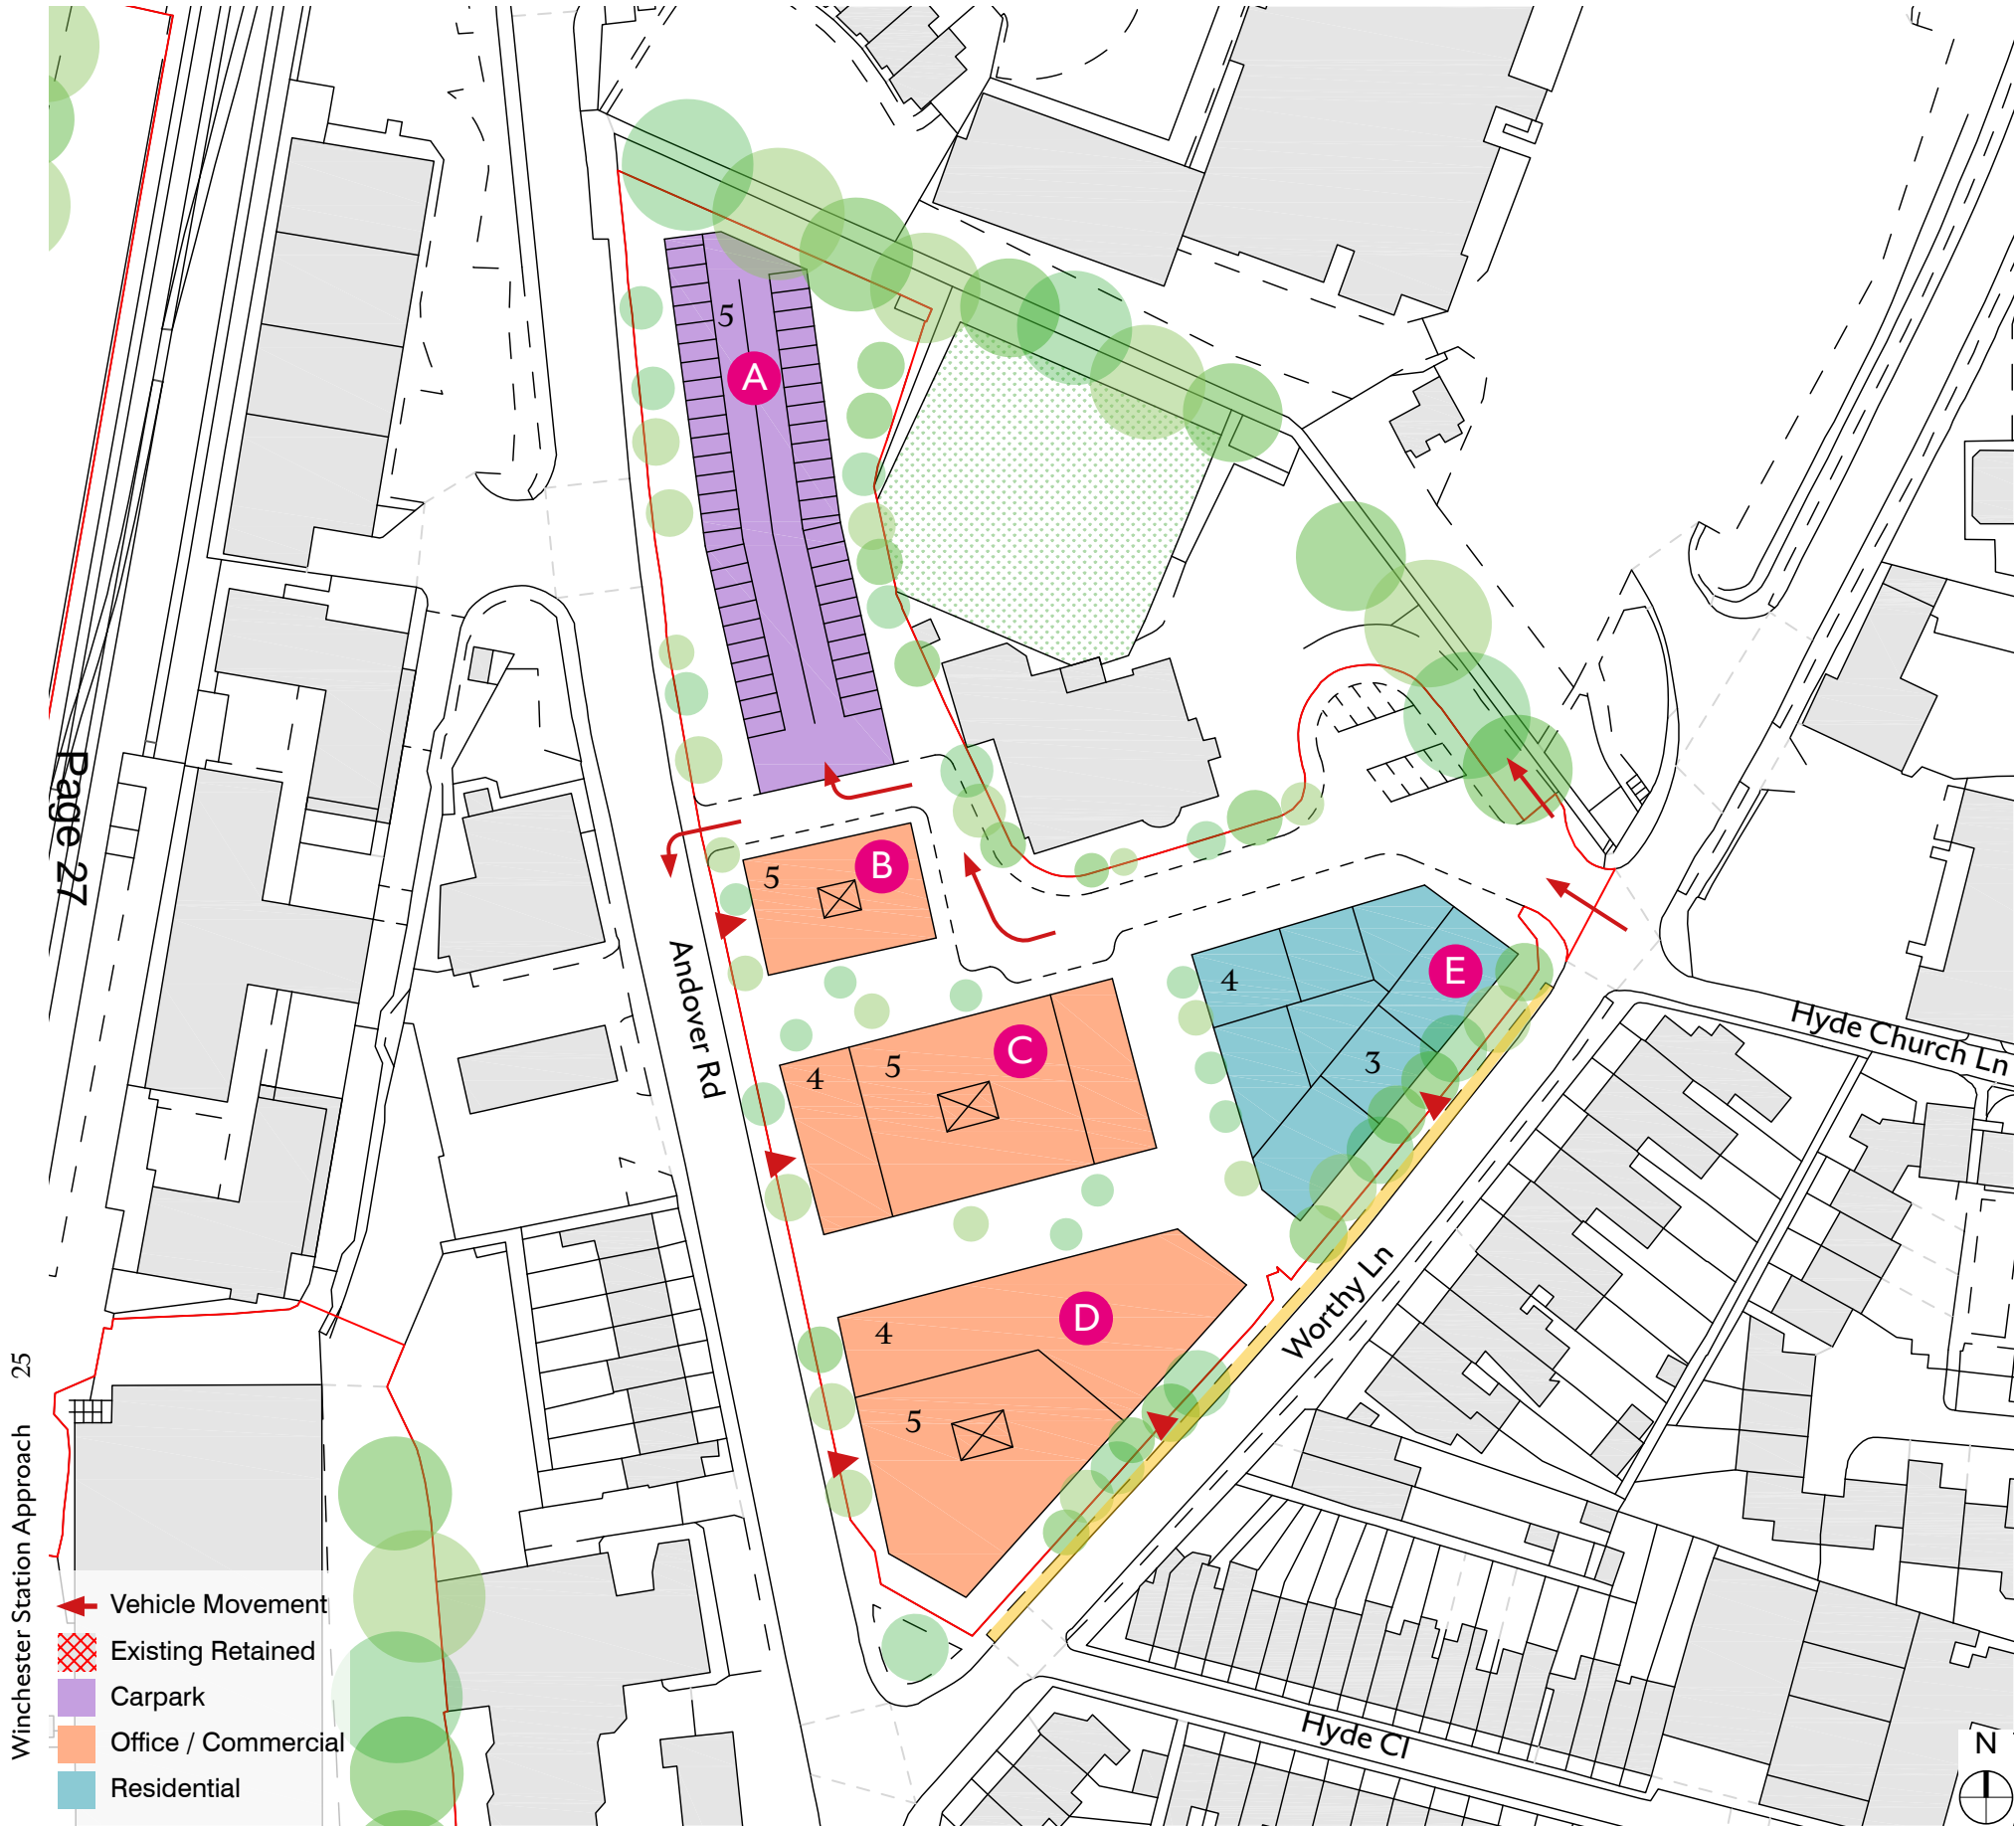 5
A
5
B
4
5
C
4
3
E
4
5
D
Andover Rd
Worthy Ln
Hyde Church Ln
Hyde Cl
Page 27
Winchester Station Approach 25
Vehicle Movement
Existing Retained
Carpark
Office / Commercial
Residential
N